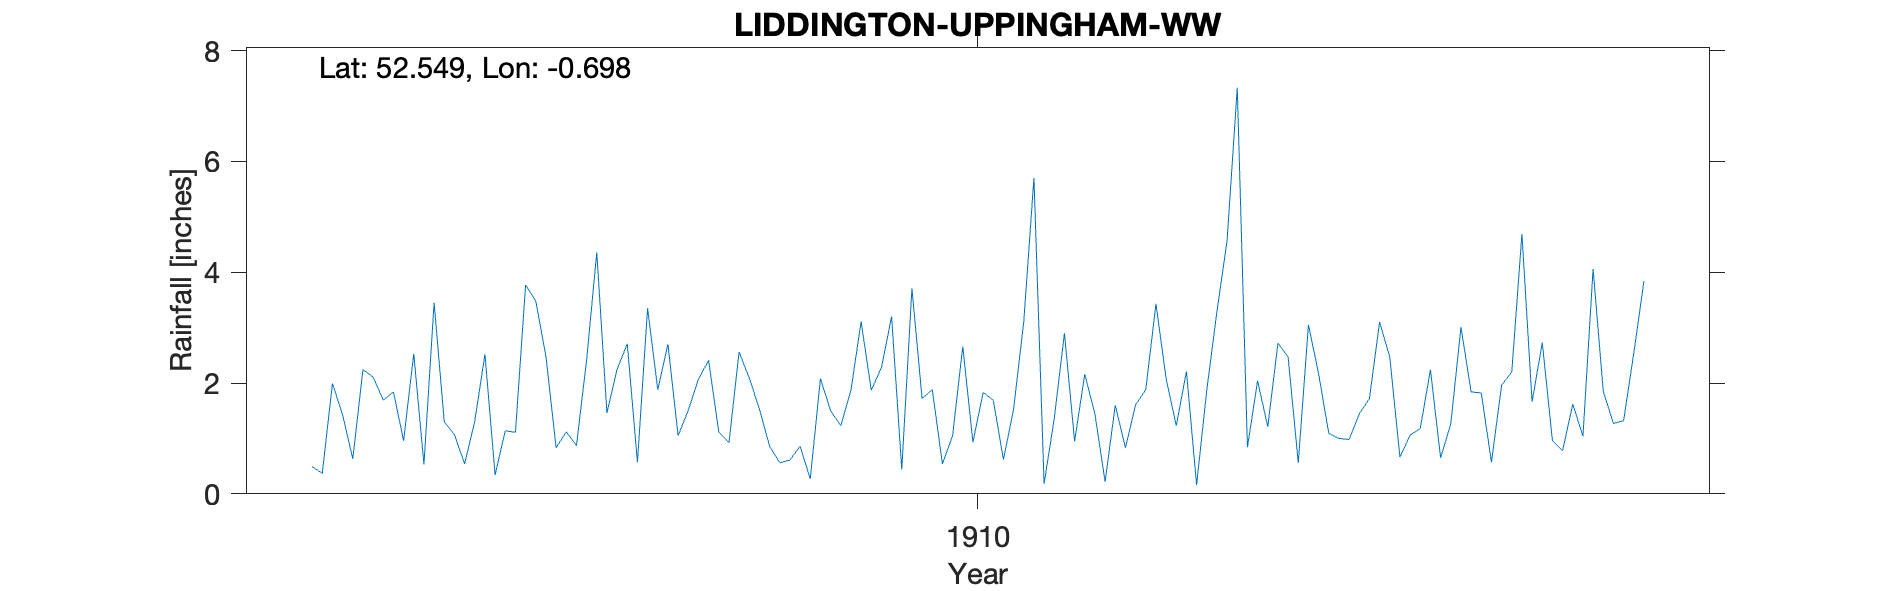 LIDDINGTON-UPPINGHAM-WW
Lat: 52.549, Lon: -0.698
Rainfall [inches]
8
6
4
2
0
1910
Year